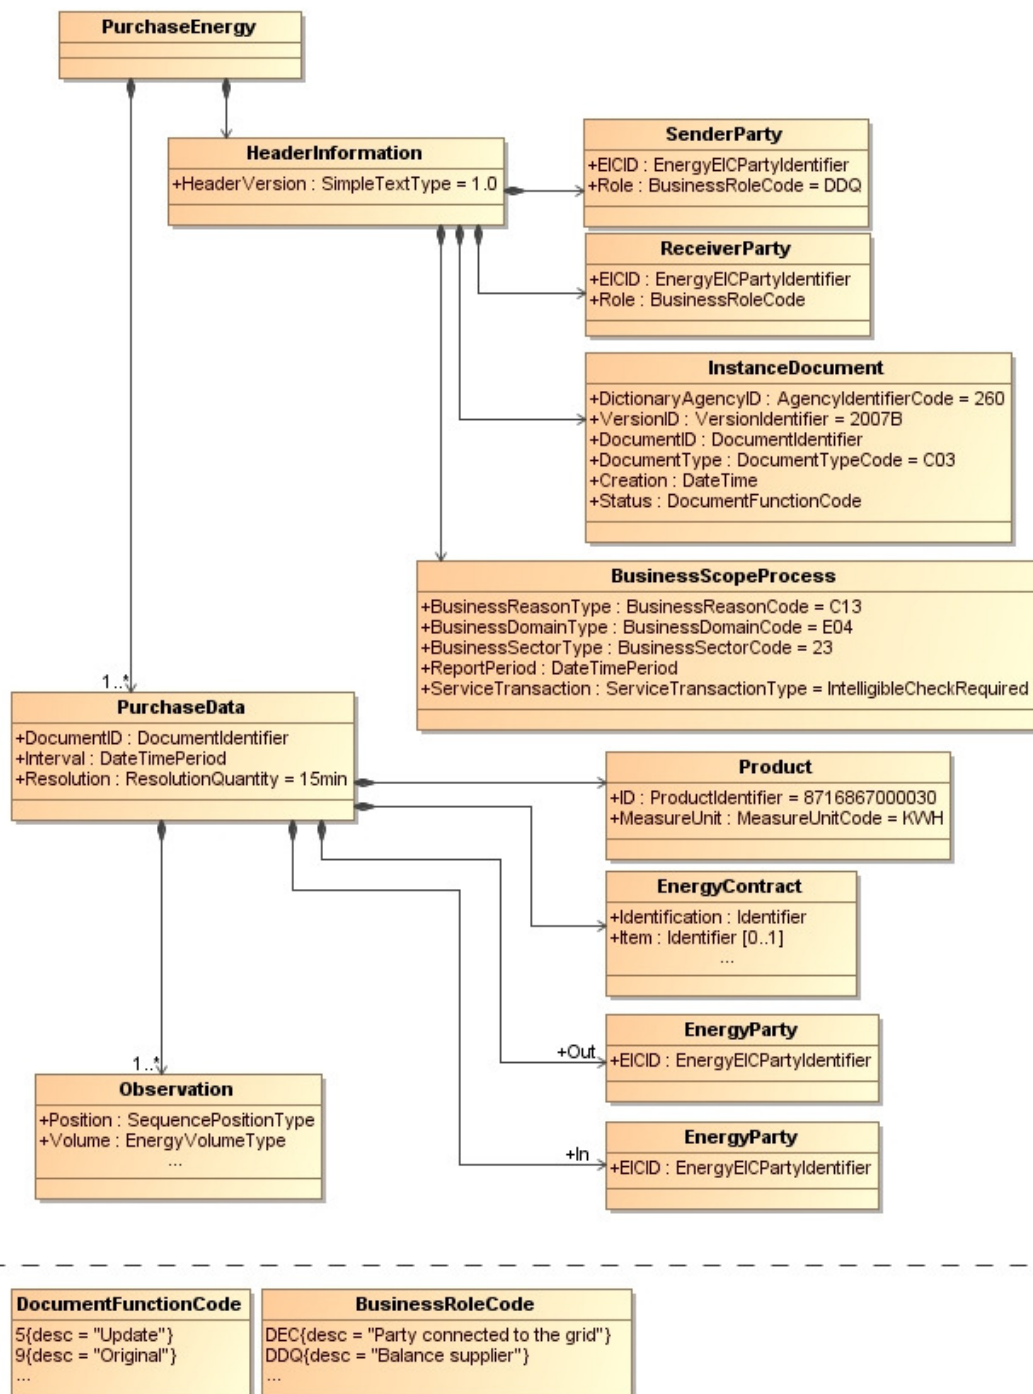 PurchaseEnergy
HeaderInformation
+HeaderVersion : SimpleTextType = 1.0
SenderParty
+EICID : EnergyEICPartyIdentifier
+Role : BusinessRoleCode = DDQ
ReceiverParty
+EICID : EnergyEICPartyIdentifier
+Role : BusinessRoleCode
InstanceDocument
+DictionaryAgencyID : AgencyIdentifierCode = 260
+VersionID : VersionIdentifier = 2007B
+DocumentID : DocumentIdentifier
+DocumentType : DocumentTypeCode = C03
+Creation : DateTime
+Status : DocumentFunctionCode
BusinessScopeProcess
+BusinessReasonType : BusinessReasonCode = C13
+BusinessDomainType : BusinessDomainCode = E04
+BusinessSectorType : BusinessSectorCode = 23
+ReportPeriod : DateTimePeriod
+ServiceTransaction : ServiceTransactionType = IntelligibleCheckRequired
1..*
PurchaseData
+DocumentID : DocumentIdentifier
+Interval : DateTimePeriod
+Resolution : ResolutionQuantity = 15min
Product
+ID : ProductIdentifier = 8716867000030
+MeasureUnit : MeasureUnitCode = KWH
EnergyContract
+Identification : Identifier
+Item : Identifier [0..1]
...
+Out
EnergyParty
+EICID : EnergyEICPartyIdentifier
+In
EnergyParty
+EICID : EnergyEICPartyIdentifier
1..*
Observation
+Position : SequencePositionType
+Volume : EnergyVolumeType
...
DocumentFunctionCode
5{desc = "Update"}
9{desc = "Original"}
...
BusinessRoleCode
DEC{desc = "Party connected to the grid"}
DDQ{desc = "Balance supplier"}
...